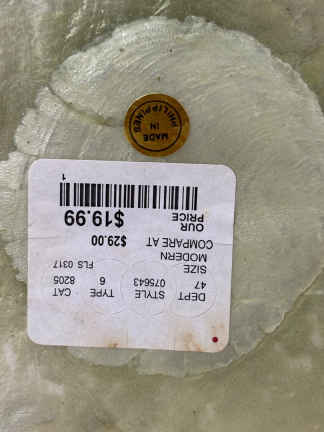 MADE
IN
PHILIPPINES
DEPT STYLE TYPE CAT
47 075643 6 8205
SIZE FLS 0317
MODERN
COMPARE AT $29.00
OUR
PRICE $19.99
1